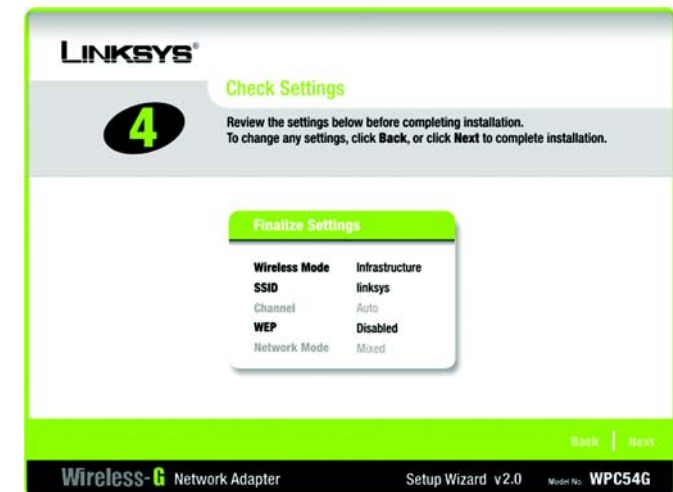 LINKSYS®
Check Settings
4
Review the settings below before completing installation.
To change any settings, click Back, or click Next to complete installation.
Finalize Settings
Wireless Mode Infrastructure
SSID linksys
Channel Auto
WEP Disabled
Network Mode Mixed
Back | Next
Wireless-G Network Adapter Setup Wizard v2.0 Model No. WPC54G